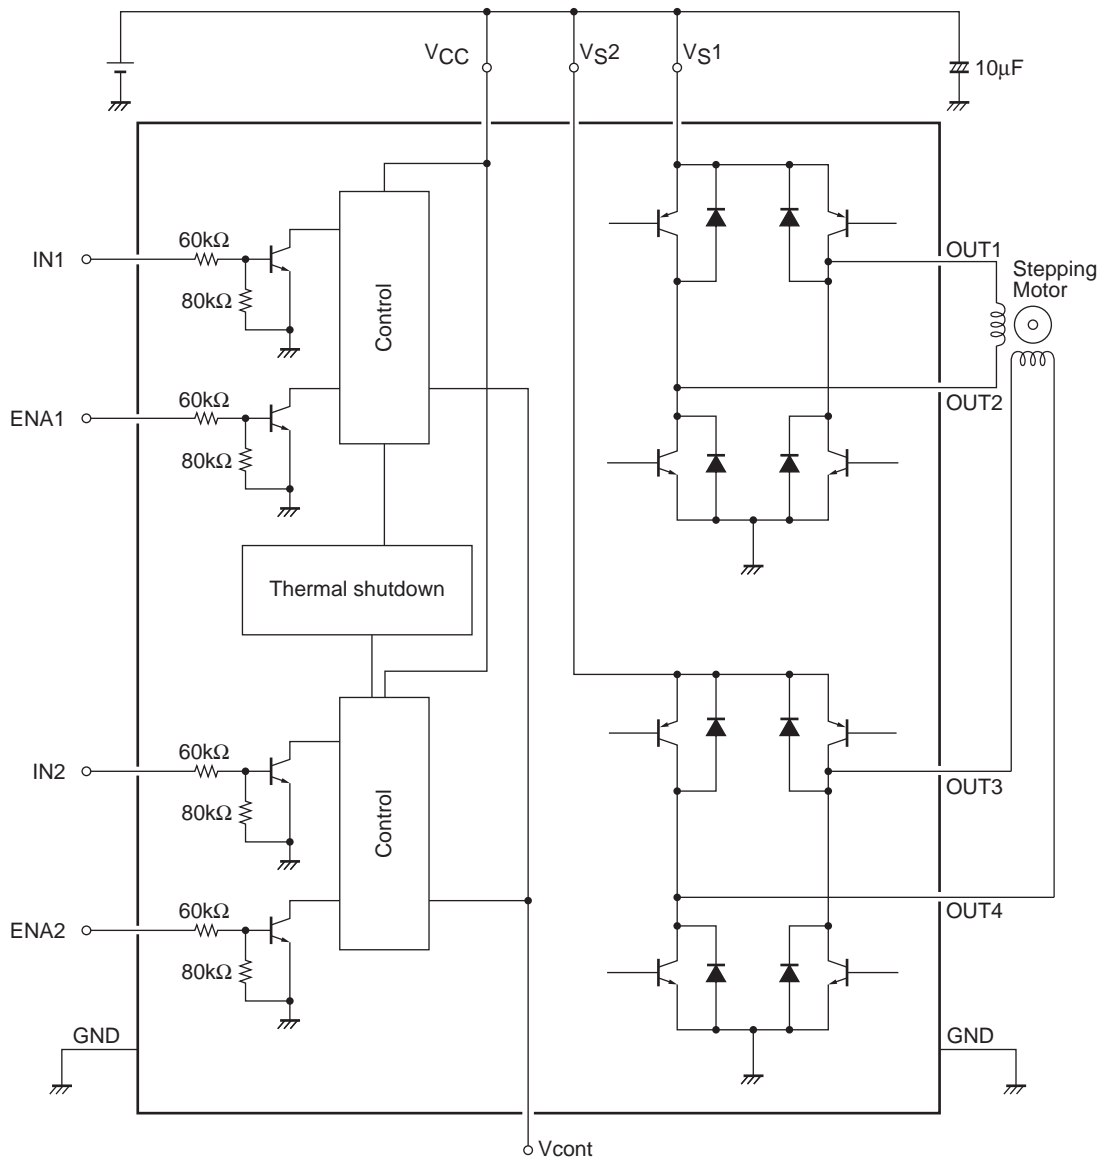 VCC
VS2
VS1
10μF
60kΩ
IN1
80kΩ
Control
OUT1
Stepping
Motor
60kΩ
ENA1
80kΩ
OUT2
Thermal shutdown
60kΩ
IN2
80kΩ
Control
OUT3
60kΩ
ENA2
80kΩ
OUT4
GND
GND
Vcont